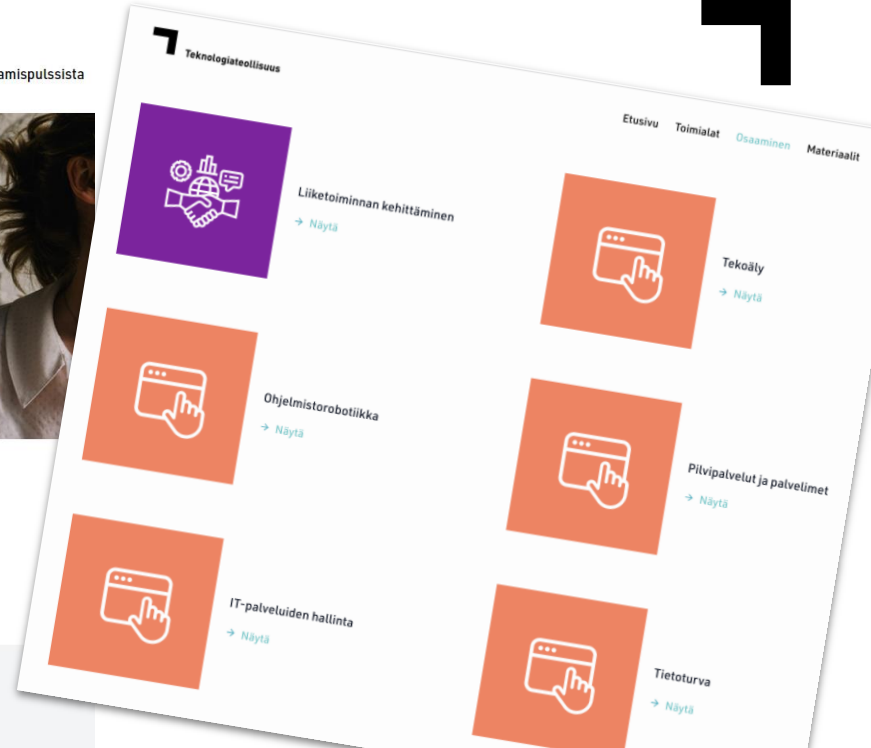 amispulssista
Teknologiateollisuus
Etusivu Toimialat Osaaminen Materiaalit
Liiketoiminnan kehittäminen
→ Näytä
Tekoäly
→ Näytä
Ohjelmistorobotiikka
→ Näytä
Pilvipalvelut ja palvelimet
→ Näytä
IT-palveluiden hallinta
→ Näytä
Tietoturva
→ Näytä